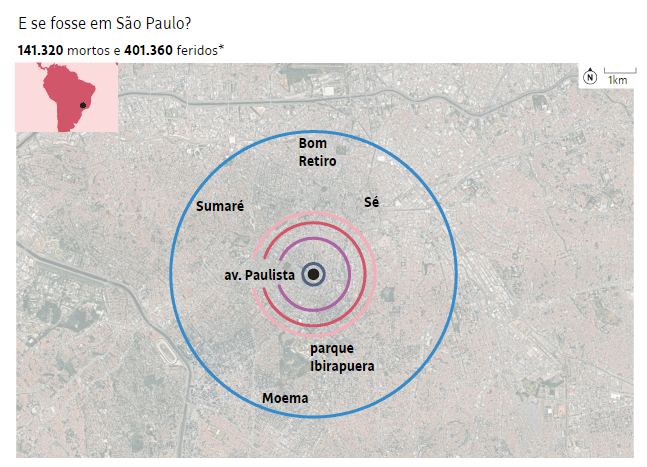 E se fosse em São Paulo?
141.320 mortos e 401.360 feridos*
N
1km
Bom
Retiro
Sumaré
Sé
av. Paulista
parque
Ibirapuera
Moema